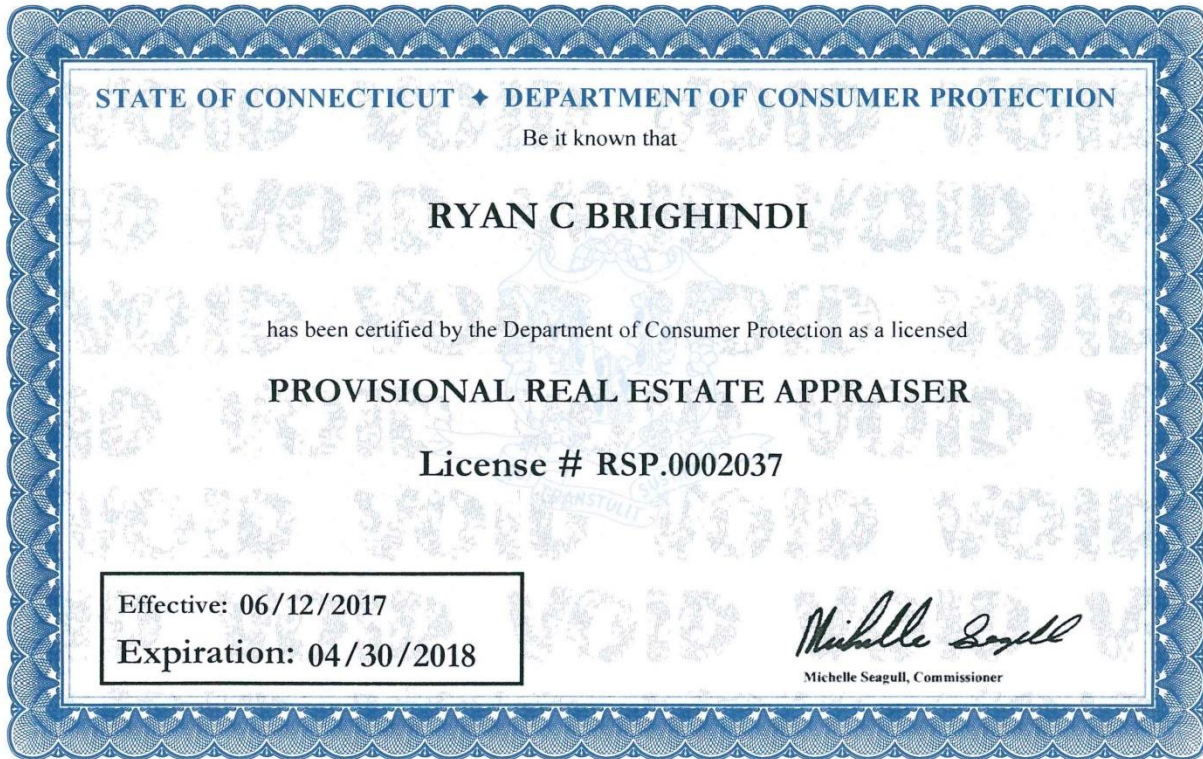 STATE OF CONNECTICUT ✦ DEPARTMENT OF CONSUMER PROTECTION
Be it known that
RYAN C BRIGHINDI
has been certified by the Department of Consumer Protection as a licensed
PROVISIONAL REAL ESTATE APPRAISER
License # RSP.0002037
Effective: 06/12/2017
Expiration: 04/30/2018
Michelle Seagull, Commissioner